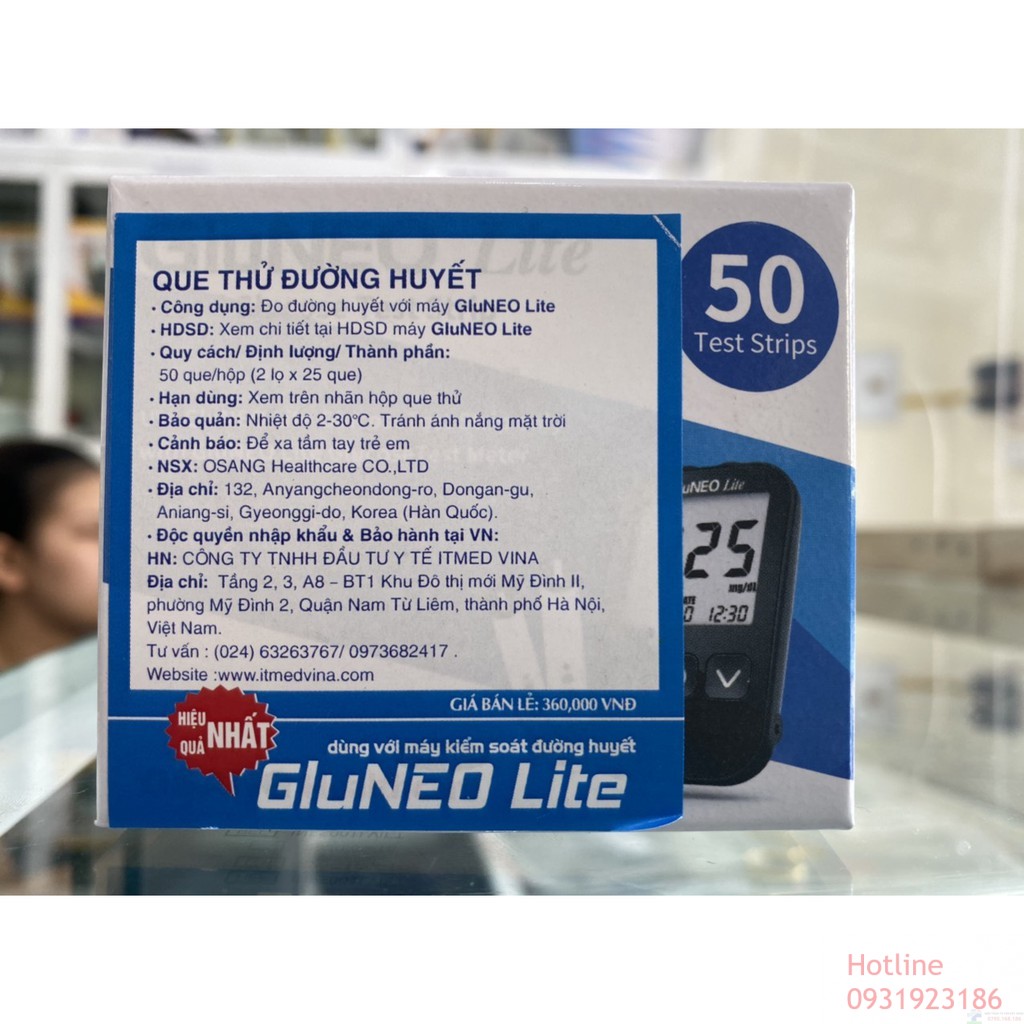 QUE THỬ ĐƯỜNG HUYẾT
• Công dụng: Đo đường huyết với máy GluNEO Lite
• HDSD: Xem chi tiết tại HDSD máy GluNEO Lite
• Quy cách/ Định lượng/ Thành phần:
50 que/hộp (2 lọ x 25 que)
• Hạn dùng: Xem trên nhãn hộp que thử
• Bảo quản: Nhiệt độ 2-30°C. Tránh ánh nắng mặt trời
• Cảnh báo: Để xa tầm tay trẻ em
• NSX: OSANG Healthcare CO.,LTD
• Địa chỉ: 132, Anyangcheondong-ro, Dongan-gu,
Aniang-si, Gyeonggi-do, Korea (Hàn Quốc).
• Độc quyền nhập khẩu & Bảo hành tại VN:
HN: CÔNG TY TNHH ĐẦU TƯ Y TẾ ITMED VINA
Địa chỉ: Tầng 2, 3, A8 – BT1 Khu Đô thị mới Mỹ Đình II,
phường Mỹ Đình 2, Quận Nam Từ Liêm, thành phố Hà Nội,
Việt Nam.
Tư vấn : (024) 63263767/ 0973682417 .
Website :www.itmedvina.com
GIÁ BÁN LẺ: 360,000 VNĐ
HIỆU
QUẢ NHẤT
dùng với máy kiểm soát đường huyết
GluNEO Lite
50
Test Strips
uNEO Lite
25
mg/dL
12:30
Hotline
0931923186